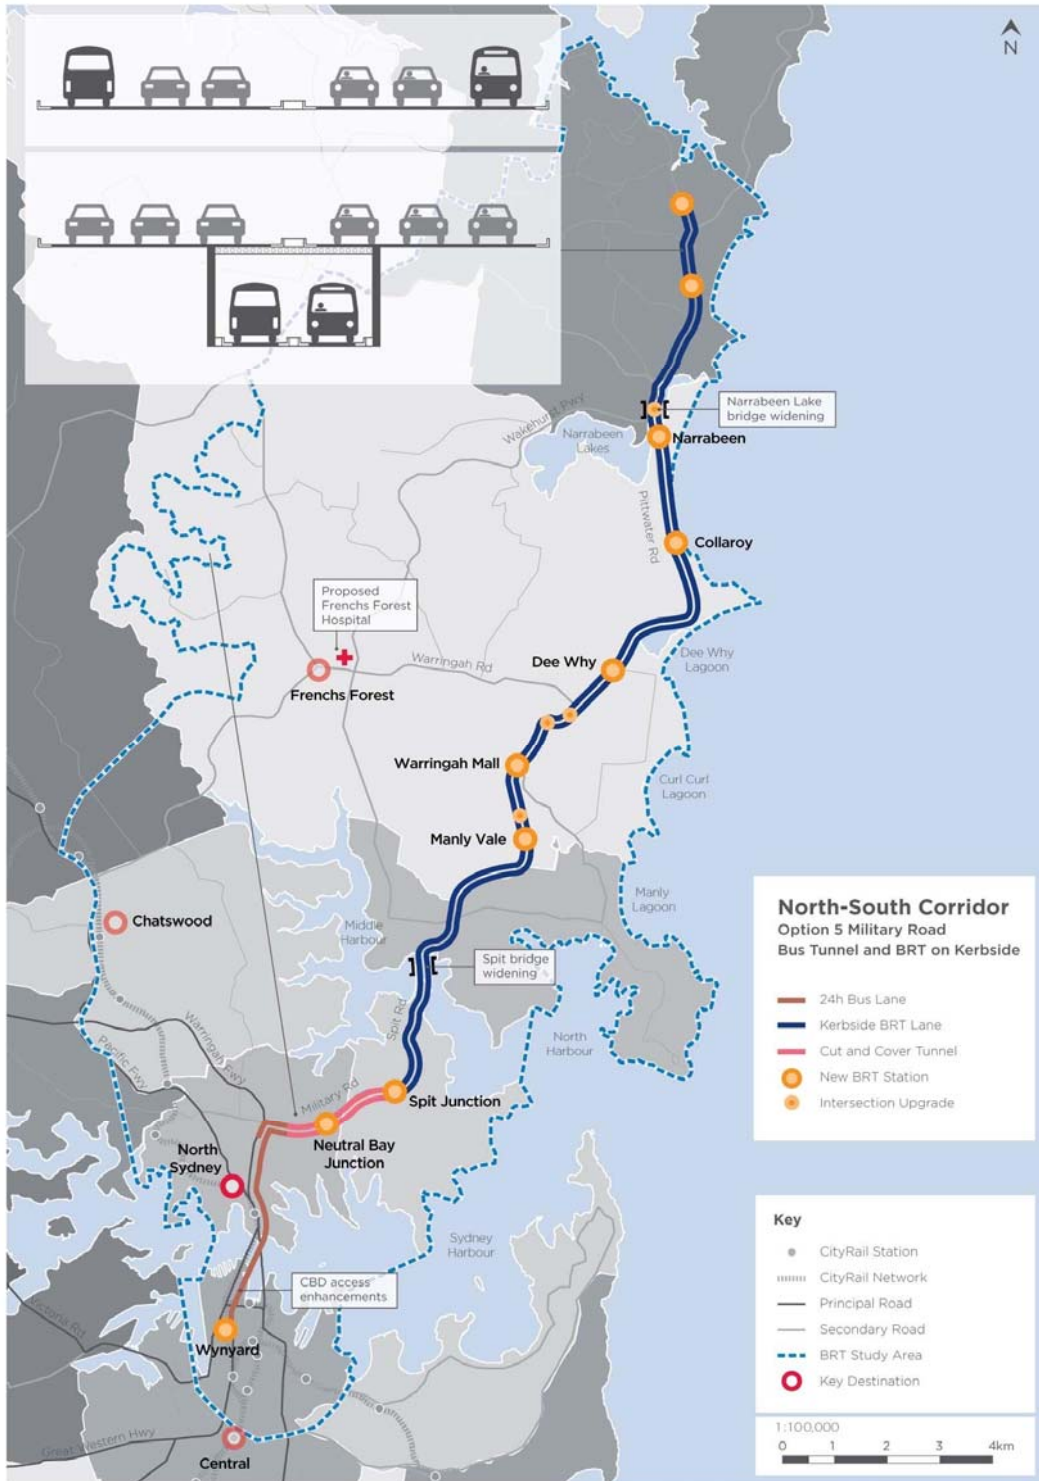 N
Narrabeen Lake
bridge widening
Wakehurst Pwy
Narrabeen
Lakes
Narrabeen
Pittwater Rd
Collaroy
Proposed
Frenchs Forest
Hospital
Warringah Rd
Dee Why
Dee Why
Lagoon
Frenchs Forest
Warringah Mall
Curl Curl
Lagoon
Manly Vale
Manly
Lagoon
Chatswood
Middle
Harbour
Spit bridge
widening
North-South Corridor
Option 5 Military Road
Bus Tunnel and BRT on Kerbside
24h Bus Lane
Kerbside BRT Lane
Cut and Cover Tunnel
New BRT Station
Intersection Upgrade
Spit Rd
North
Harbour
Warringah Fwy
Pacific Fwy
Military Rd
Spit Junction
Neutral Bay
Junction
North
Sydney
Sydney
Harbour
CBD access
enhancements
Victoria Rd
Wynyard
Great Western Hwy
Central
Key
CityRail Station
CityRail Network
Principal Road
Secondary Road
BRT Study Area
Key Destination
1:100,000
0 1 2 3 4km